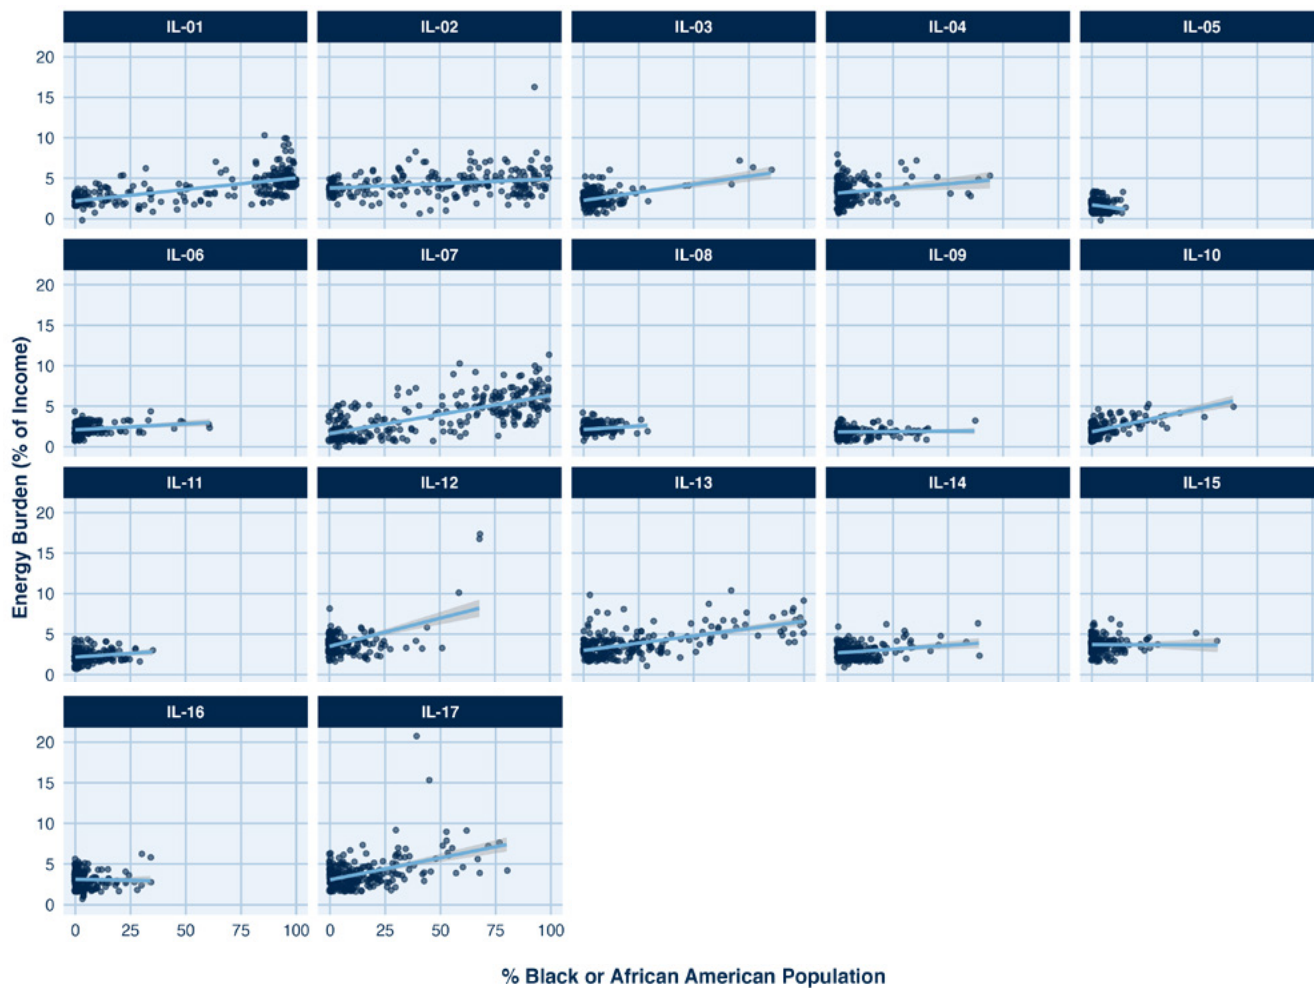 IL-01 IL-02 IL-03 IL-04 IL-05
20
15
10
5
0
IL-06 IL-07 IL-08 IL-09 IL-10
20
15
10
5
0
IL-11 IL-12 IL-13 IL-14 IL-15
20
15
10
5
0
IL-16 IL-17
20
15
10
5
0
0 25 50 75 100 0 25 50 75 100
Energy Burden (% of Income)
% Black or African American Population